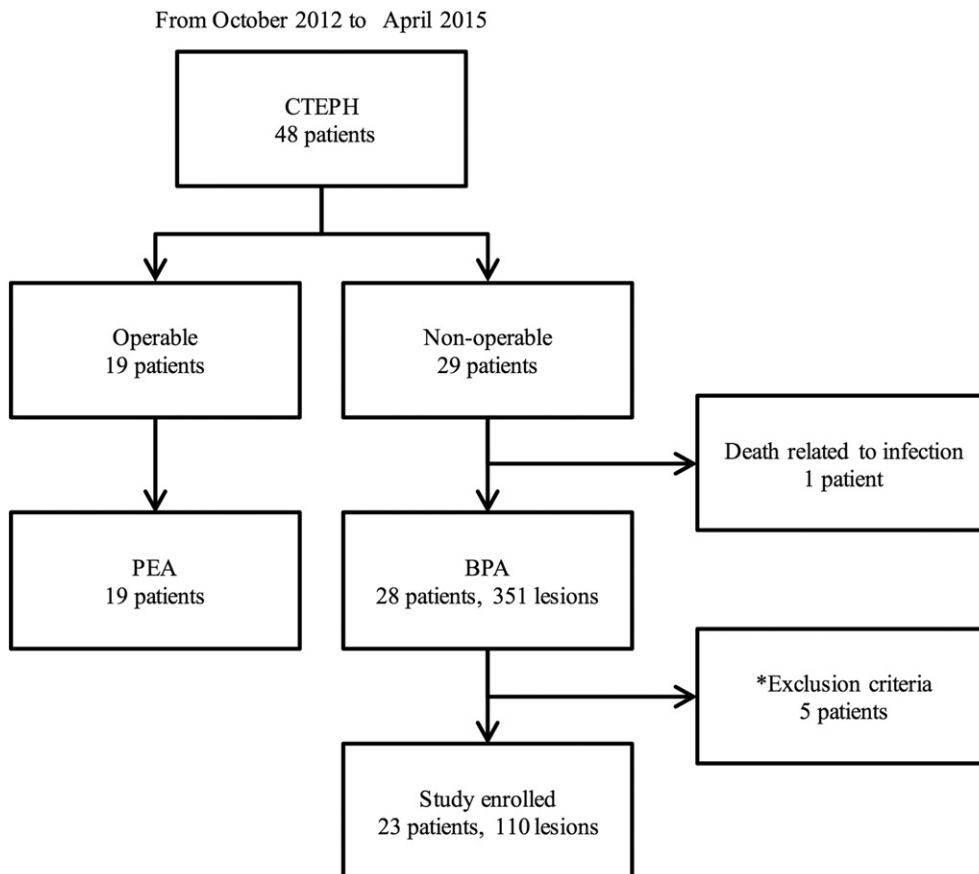 From October 2012 to April 2015
CTEPH
48 patients
Operable
19 patients
Non-operable
29 patients
Death related to infection
1 patient
PEA
19 patients
BPA
28 patients, 351 lesions
*Exclusion criteria
5 patients
Study enrolled
23 patients, 110 lesions